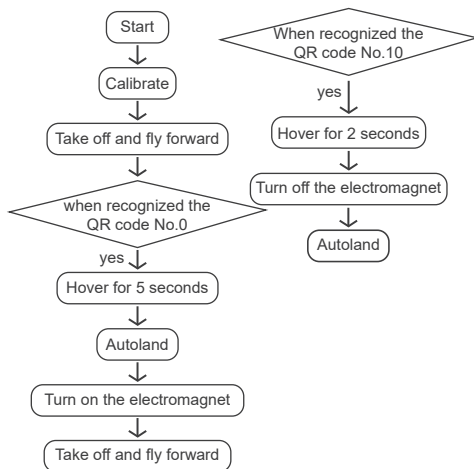 Start
Calibrate
Take off and fly forward
when recognized the
QR code No.0
yes
Hover for 5 seconds
Autoland
Turn on the electromagnet
Take off and fly forward
When recognized the
QR code No.10
yes
Hover for 2 seconds
Turn off the electromagnet
Autoland